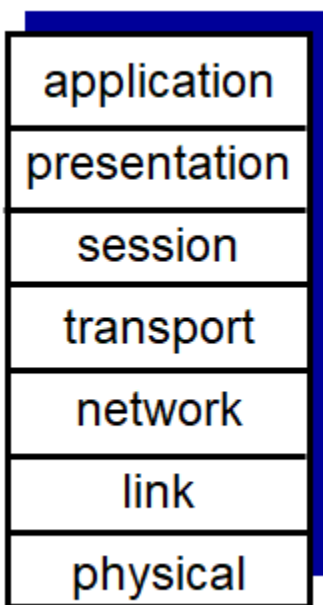 application
presentation
session
transport
network
link
physical